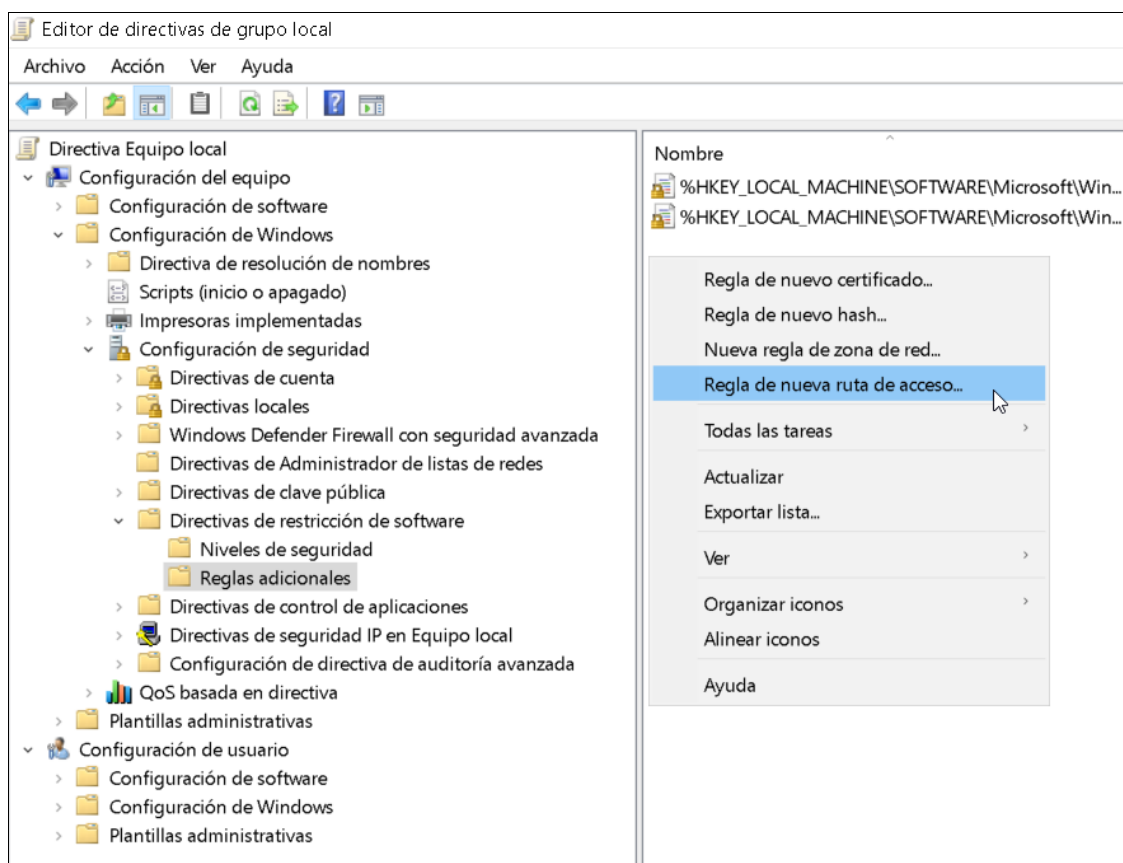 Editor de directivas de grupo local
Archivo Acción Ver Ayuda
Directiva Equipo local
Configuración del equipo
Configuración de software
Configuración de Windows
Directiva de resolución de nombres
Scripts (inicio o apagado)
Impresoras implementadas
Configuración de seguridad
Directivas de cuenta
Directivas locales
Windows Defender Firewall con seguridad avanzada
Directivas de Administrador de listas de redes
Directivas de clave pública
Directivas de restricción de software
Niveles de seguridad
Reglas adicionales
Directivas de control de aplicaciones
Directivas de seguridad IP en Equipo local
Configuración de directiva de auditoría avanzada
QoS basada en directiva
Plantillas administrativas
Configuración de usuario
Configuración de software
Configuración de Windows
Plantillas administrativas
Nombre
%HKEY_LOCAL_MACHINE\SOFTWARE\Microsoft\Win...
%HKEY_LOCAL_MACHINE\SOFTWARE\Microsoft\Win...
Regla de nuevo certificado...
Regla de nuevo hash...
Nueva regla de zona de red...
Regla de nueva ruta de acceso...
Todas las tareas
Actualizar
Exportar lista...
Ver
Organizar iconos
Alinear iconos
Ayuda